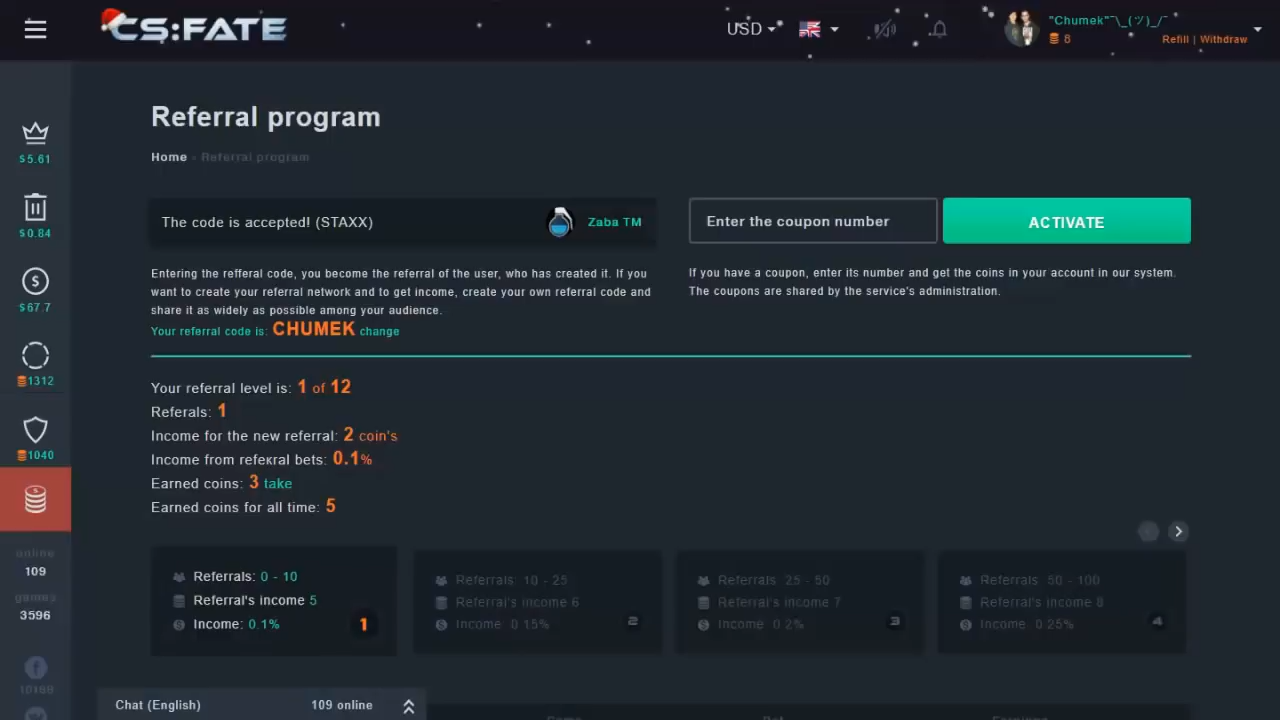 CS:FATE
USD
"Chumek"¯\_(ツ)_/¯
8
Refill | Withdraw
$5.61
$0.84
$67.7
1312
1040
online
109
games
3596
10188
Referral program
Home - Referral program
The code is accepted! (STAXX)
Zaba TM
Enter the coupon number
ACTIVATE
Entering the refferal code, you become the referral of the user, who has created it. If you
want to create your referral network and to get income, create your own referral code and
share it as widely as possible among your audience.
Your referral code is: CHUMEK change
If you have a coupon, enter its number and get the coins in your account in our system.
The coupons are shared by the service's administration.
Your referral level is: 1 of 12
Referals: 1
Income for the new referral: 2 coin's
Income from refeкral bets: 0.1%
Earned coins: 3 take
Earned coins for all time: 5
Referrals: 0 - 10
Referral's income 5
Income: 0.1%
1
Referrals: 10 - 25
Referral's income 6
Income: 0.15%
2
Referrals: 25 - 50
Referral's income 7
Income: 0.2%
3
Referrals: 50 - 100
Referral's income 8
Income: 0.25%
4
Chat (English)
109 online